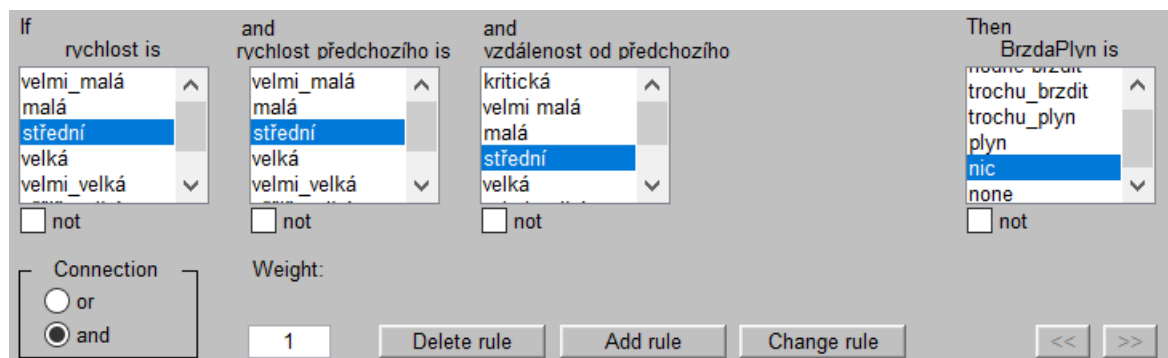 If
rychlost is
velmi_malá
malá
střední
velká
velmi_velká
not
and
rychlost předchozího is
velmi_malá
malá
střední
velká
velmi_velká
not
and
vzdálenost od předchozího
kritická
velmi malá
malá
střední
velká
not
Then
BrzdaPlyn is
trochu_brzdit
trochu_plyn
plyn
nic
none
not
Connection
or
and
Weight:
1
Delete rule
Add rule
Change rule
<<
>>